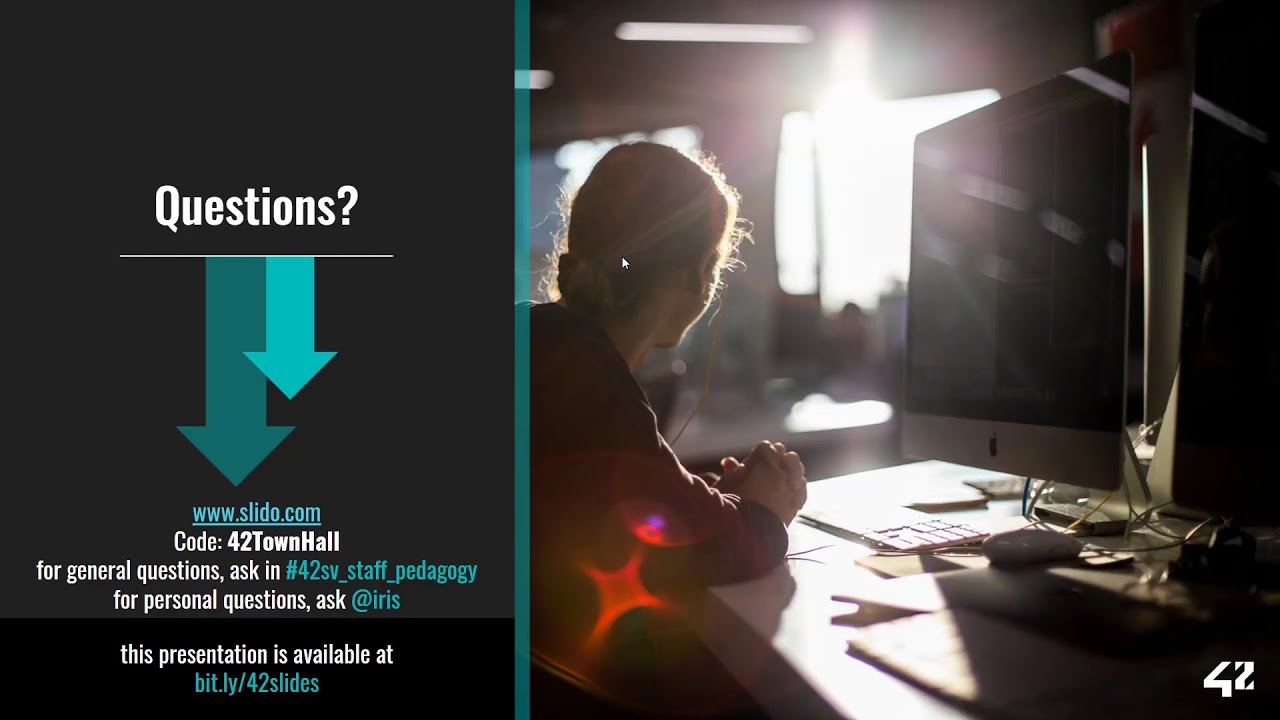 Questions?
www.slido.com
Code: 42TownHall
for general questions, ask in #42sv_staff_pedagogy
for personal questions, ask @iris
this presentation is available at
bit.ly/42slides
42